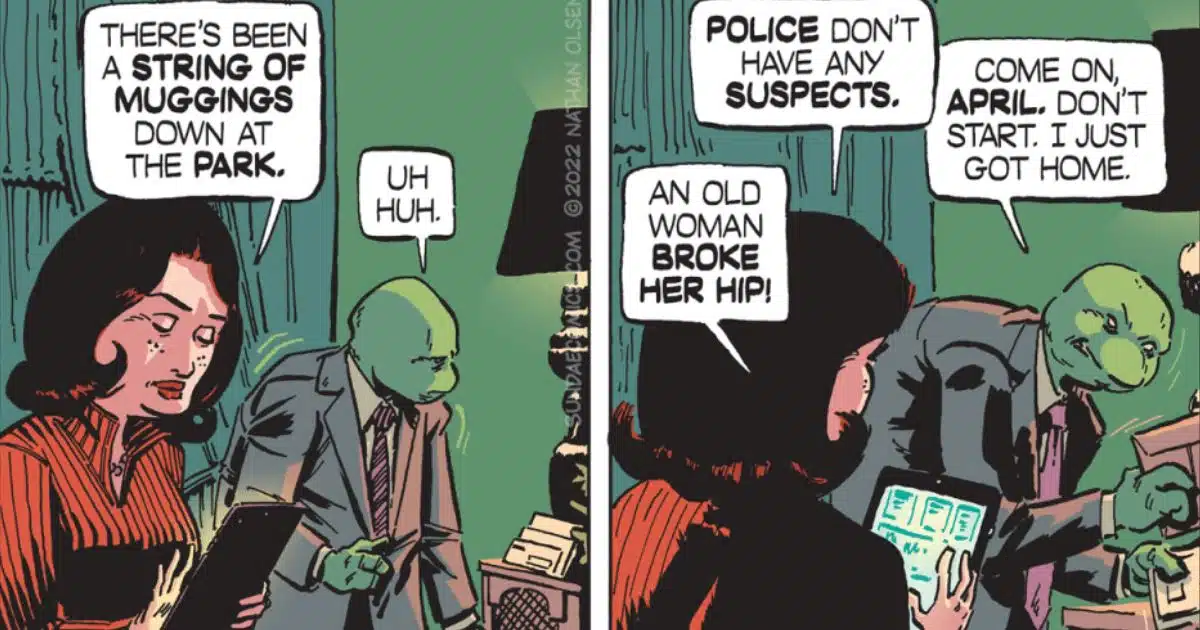 THERE'S BEEN
A STRING OF
MUGGINGS
DOWN AT
THE PARK.
UH
HUH.
©2022 NATHAN OLSEN
POLICE DON'T
HAVE ANY
SUSPECTS.
COME ON,
APRIL. DON'T
START. I JUST
GOT HOME.
AN OLD
WOMAN
BROKE
HER HIP!